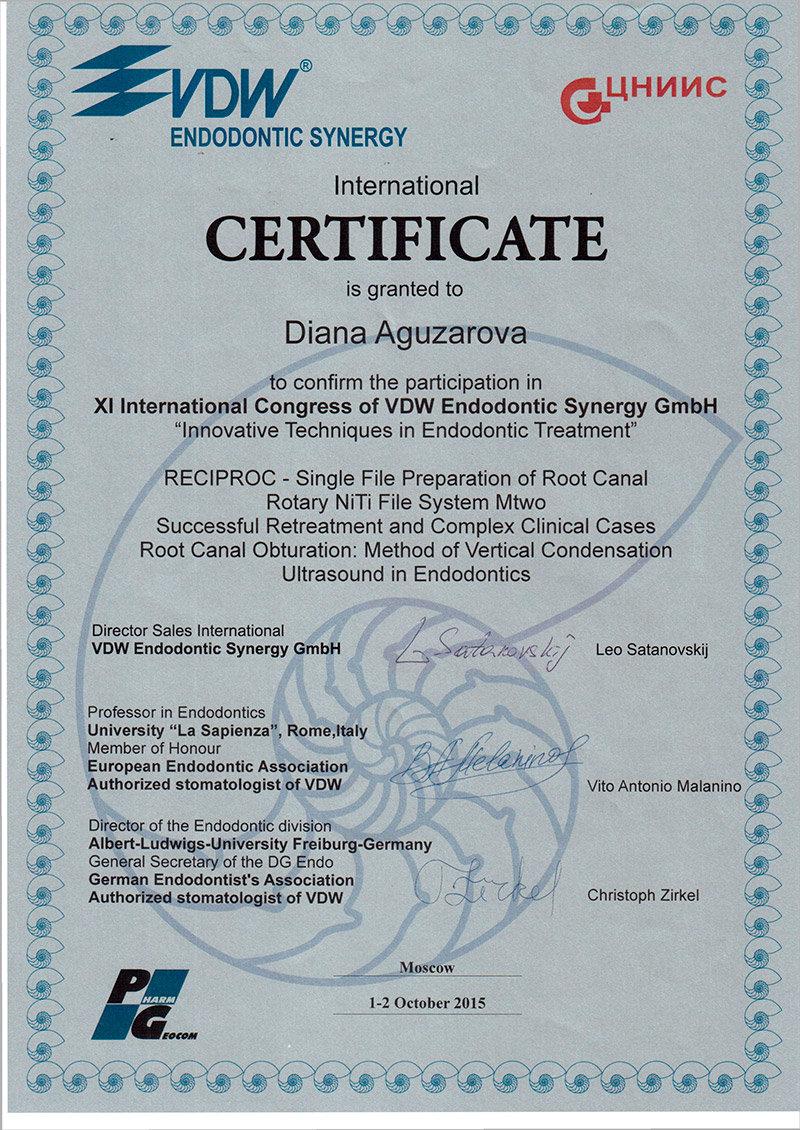 VDW®
ENDODONTIC SYNERGY
ЦНИИС
International
CERTIFICATE
is granted to
Diana Aguzarova
to confirm the participation in
XI International Congress of VDW Endodontic Synergy GmbH
“Innovative Techniques in Endodontic Treatment”
RECIPROC - Single File Preparation of Root Canal
Rotary NiTi File System Mtwo
Successful Retreatment and Complex Clinical Cases
Root Canal Obturation: Method of Vertical Condensation
Ultrasound in Endodontics
Director Sales International
VDW Endodontic Synergy GmbH
L Satanovskij
Leo Satanovskij
Professor in Endodontics
University “La Sapienza”, Rome,Italy
Member of Honour
European Endodontic Association
Authorized stomatologist of VDW
Vito Antonio Malanino
Director of the Endodontic division
Albert-Ludwigs-University Freiburg-Germany
General Secretary of the DG Endo
German Endodontist's Association
Authorized stomatologist of VDW
Zirkel
Christoph Zirkel
Moscow
1-2 October 2015
PHARM
GEOCOM